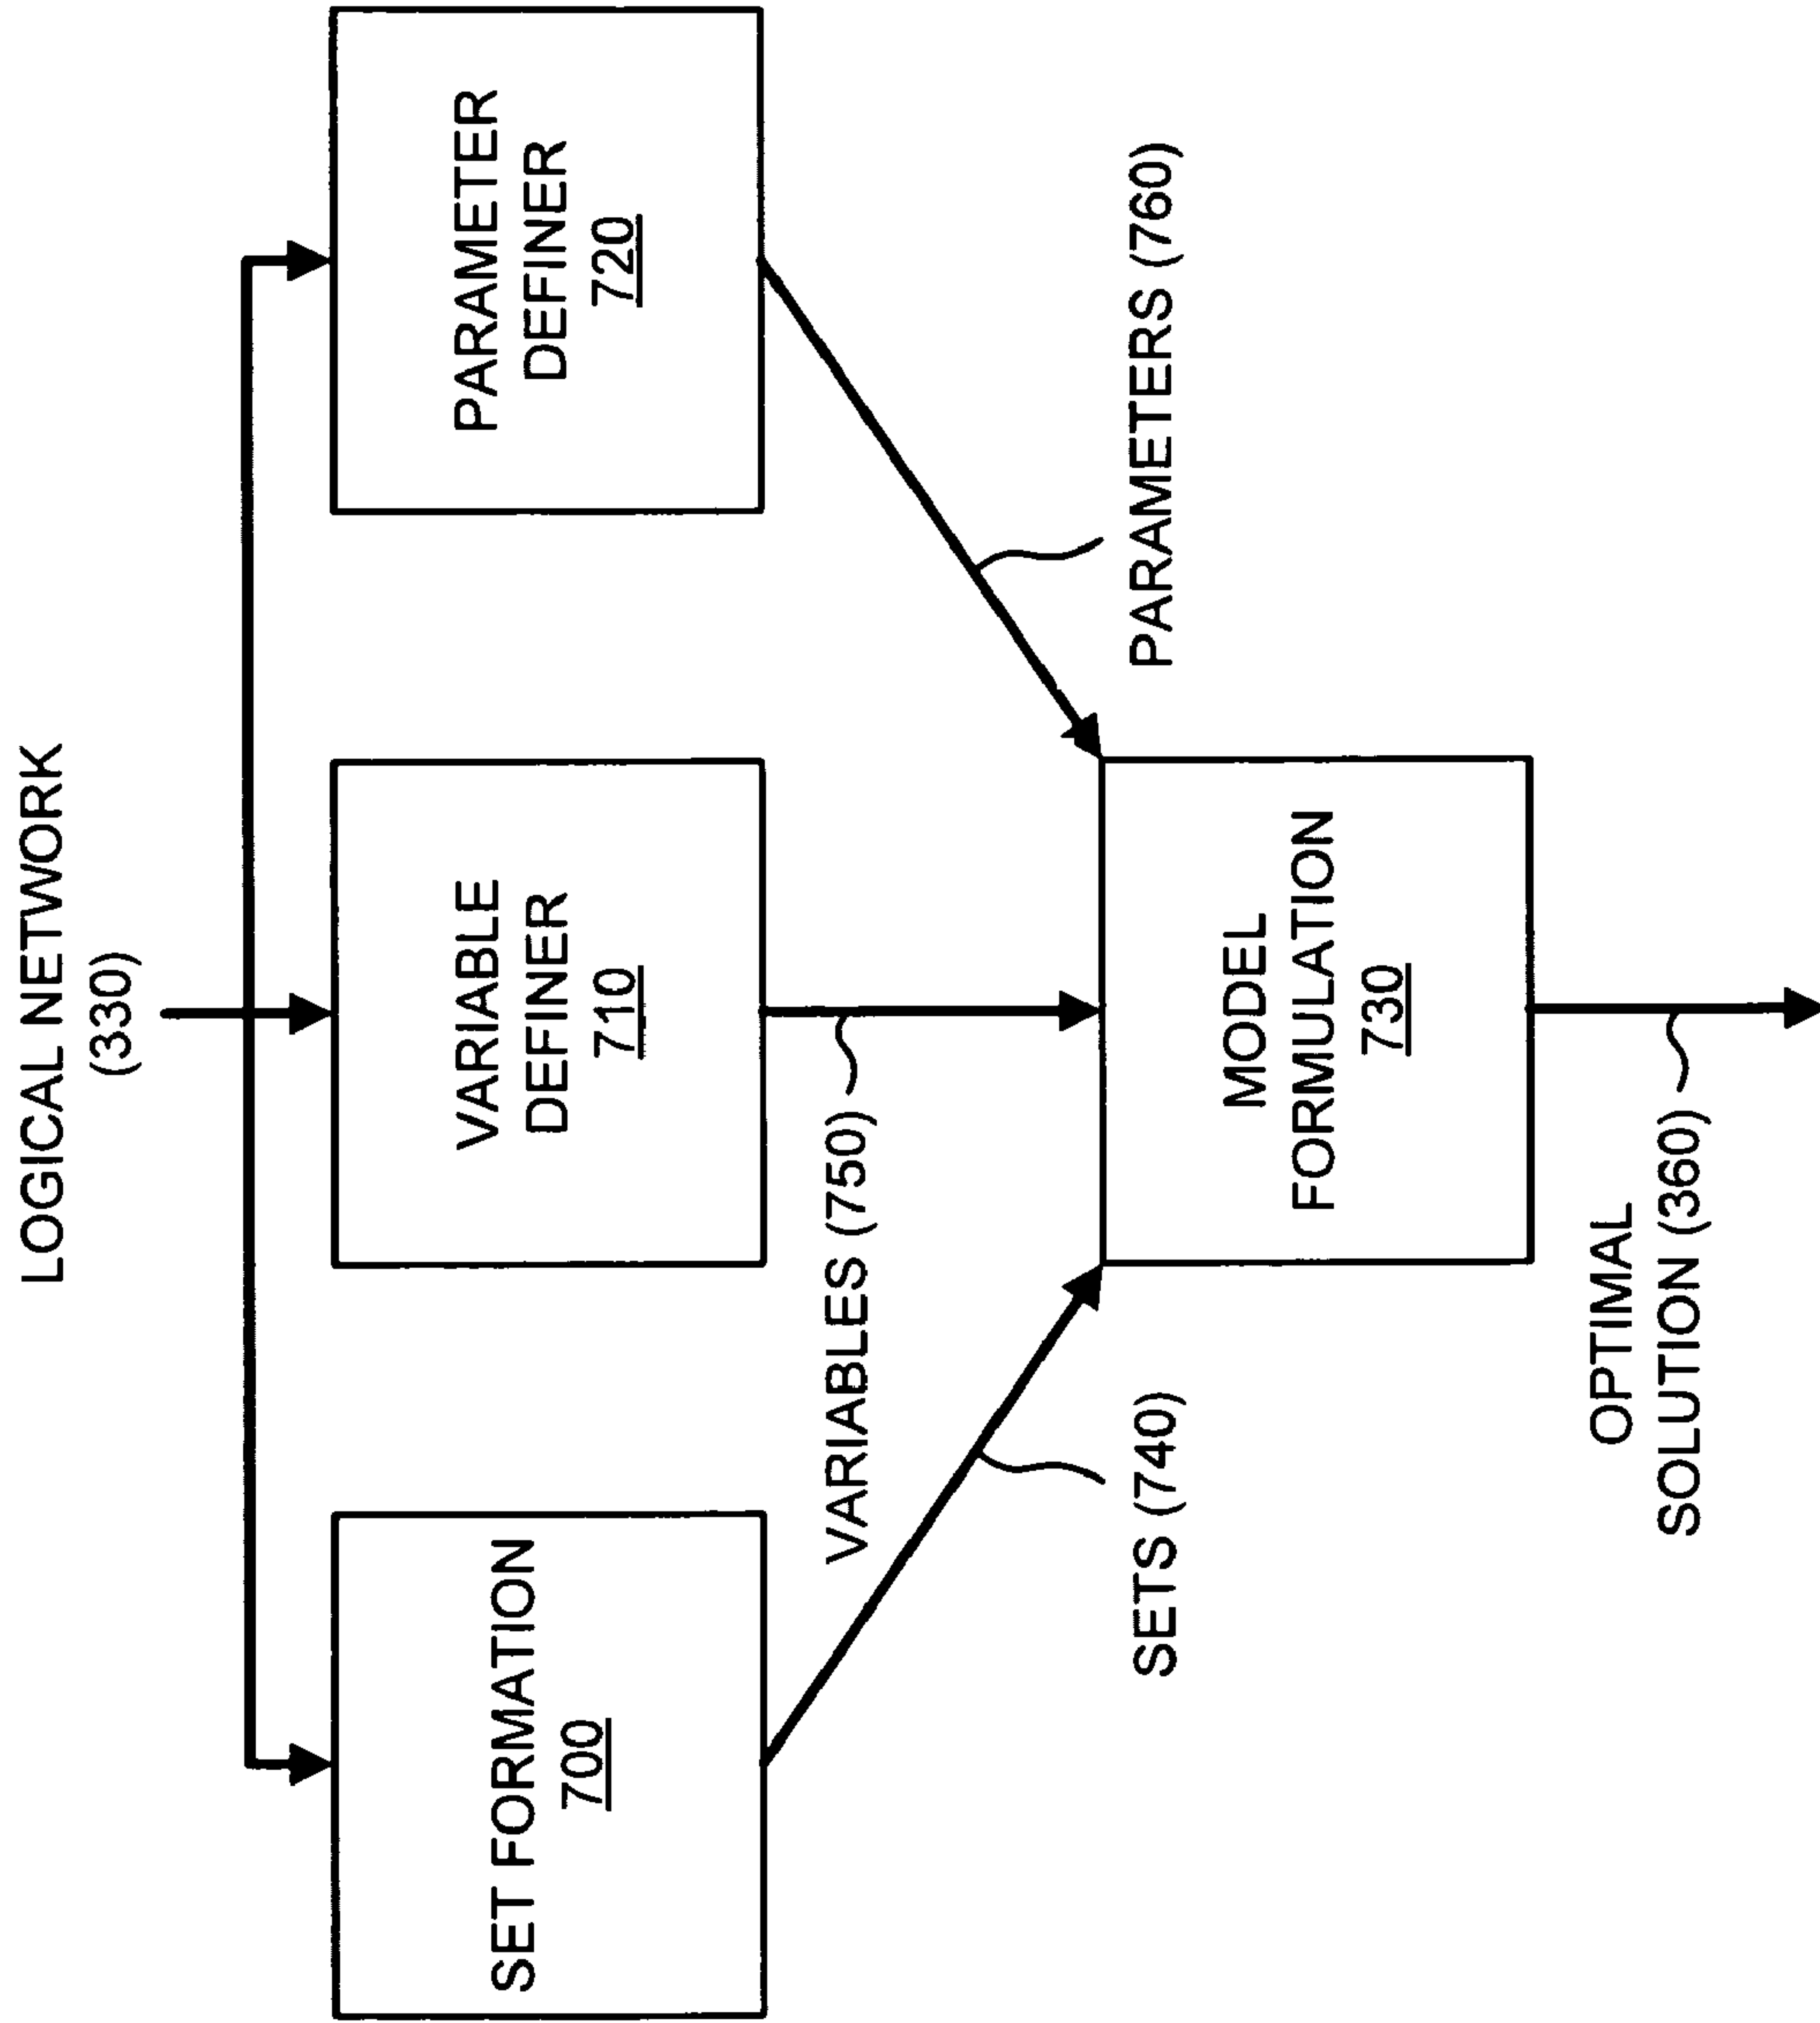 LOGICAL NETWORK
(330)
SET FORMATION
700
VARIABLE
DEFINER
710
PARAMETER
DEFINER
720
VARIABLES (750)
SETS (740)
PARAMETERS (760)
MODEL
FORMULATION
730
OPTIMAL
SOLUTION (360)